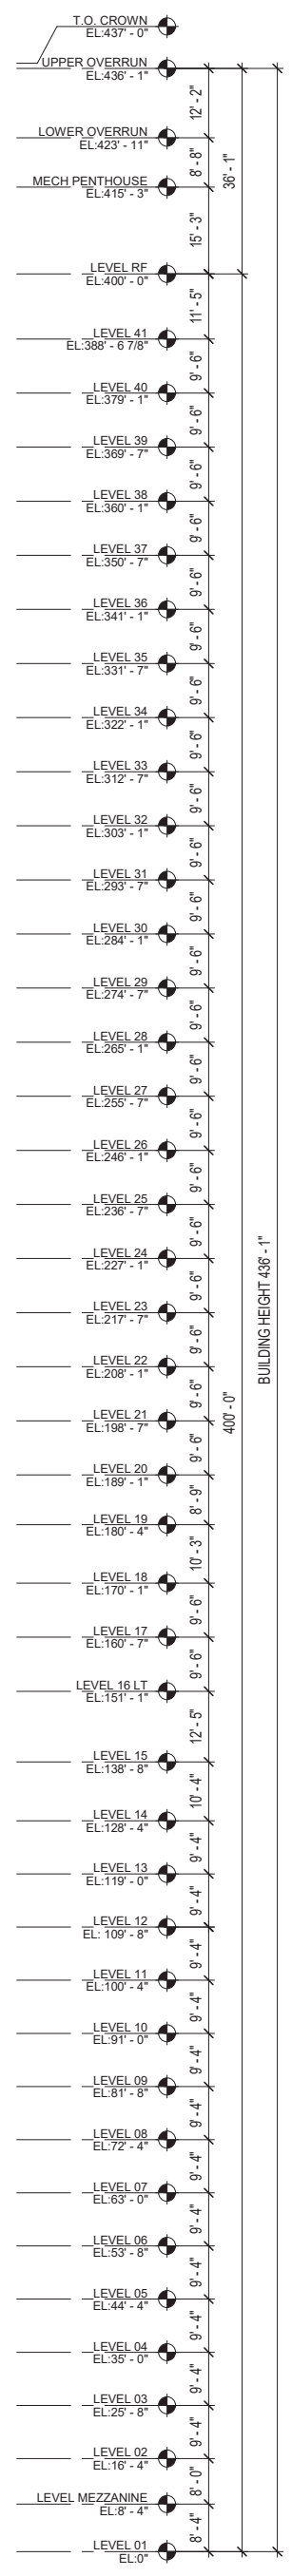 T.O. CROWN
EL:437' - 0"
UPPER OVERRUN
EL:436' - 1"
12' - 2"
LOWER OVERRUN
EL:423' - 11"
8' - 8"
36' - 1"
MECH PENTHOUSE
EL:415' - 3"
15' - 3"
LEVEL RF
EL:400' - 0"
11' - 5"
LEVEL 41
EL:388' - 6 7/8"
9' - 6"
LEVEL 40
EL:379' - 1"
9' - 6"
LEVEL 39
EL:369' - 7"
9' - 6"
LEVEL 38
EL:360' - 1"
9' - 6"
LEVEL 37
EL:350' - 7"
9' - 6"
LEVEL 36
EL:341' - 1"
9' - 6"
LEVEL 35
EL:331' - 7"
9' - 6"
LEVEL 34
EL:322' - 1"
9' - 6"
LEVEL 33
EL:312' - 7"
9' - 6"
LEVEL 32
EL:303' - 1"
9' - 6"
LEVEL 31
EL:293' - 7"
9' - 6"
LEVEL 30
EL:284' - 1"
9' - 6"
LEVEL 29
EL:274' - 7"
9' - 6"
LEVEL 28
EL:265' - 1"
9' - 6"
LEVEL 27
EL:255' - 7"
9' - 6"
LEVEL 26
EL:246' - 1"
9' - 6"
LEVEL 25
EL:236' - 7"
9' - 6"
LEVEL 24
EL:227' - 1"
9' - 6"
BUILDING HEIGHT 436' - 1"
LEVEL 23
EL:217' - 7"
9' - 6"
LEVEL 22
EL:208' - 1"
9' - 6"
400' - 0"
LEVEL 21
EL:198' - 7"
9' - 6"
LEVEL 20
EL:189' - 1"
8' - 9"
LEVEL 19
EL:180' - 4"
10' - 3"
LEVEL 18
EL:170' - 1"
9' - 6"
LEVEL 17
EL:160' - 7"
9' - 6"
LEVEL 16 LT
EL:151' - 1"
12' - 5"
LEVEL 15
EL:138' - 8"
10' - 4"
LEVEL 14
EL:128' - 4"
9' - 4"
LEVEL 13
EL:119' - 0"
9' - 4"
LEVEL 12
EL: 109' - 8"
9' - 4"
LEVEL 11
EL:100' - 4"
9' - 4"
LEVEL 10
EL:91' - 0"
9' - 4"
LEVEL 09
EL:81' - 8"
9' - 4"
LEVEL 08
EL:72' - 4"
9' - 4"
LEVEL 07
EL:63' - 0"
9' - 4"
LEVEL 06
EL:53' - 8"
9' - 4"
LEVEL 05
EL:44' - 4"
9' - 4"
LEVEL 04
EL:35' - 0"
9' - 4"
LEVEL 03
EL:25' - 8"
9' - 4"
LEVEL 02
EL:16' - 4"
8' - 0"
LEVEL MEZZANINE
EL:8' - 4"
8' - 4"
LEVEL 01
EL:0"